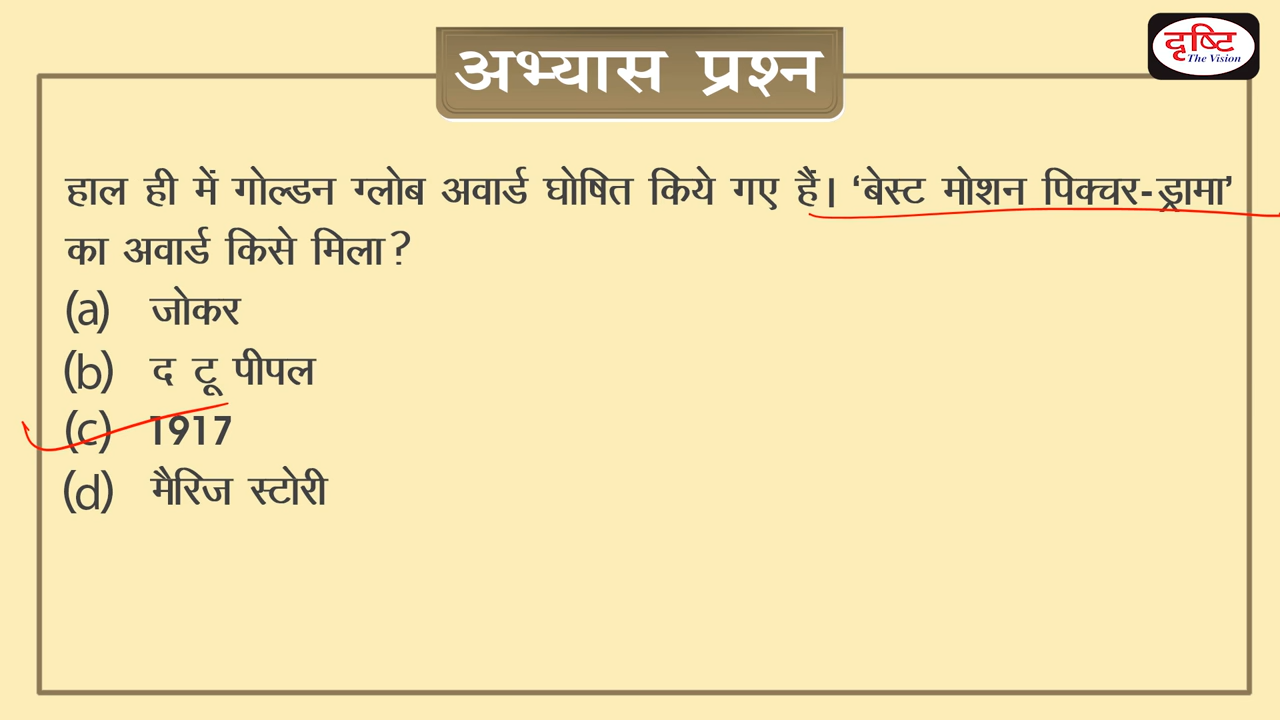 अभ्यास प्रश्न
दृष्टि
The Vision
हाल ही में गोल्डन ग्लोब अवार्ड घोषित किये गए हैं। ‘बेस्ट मोशन पिक्चर-ड्रामा’
का अवार्ड किसे मिला?
(a) जोकर
(b) द टू पीपल
(c) 1917
(d) मैरिज स्टोरी